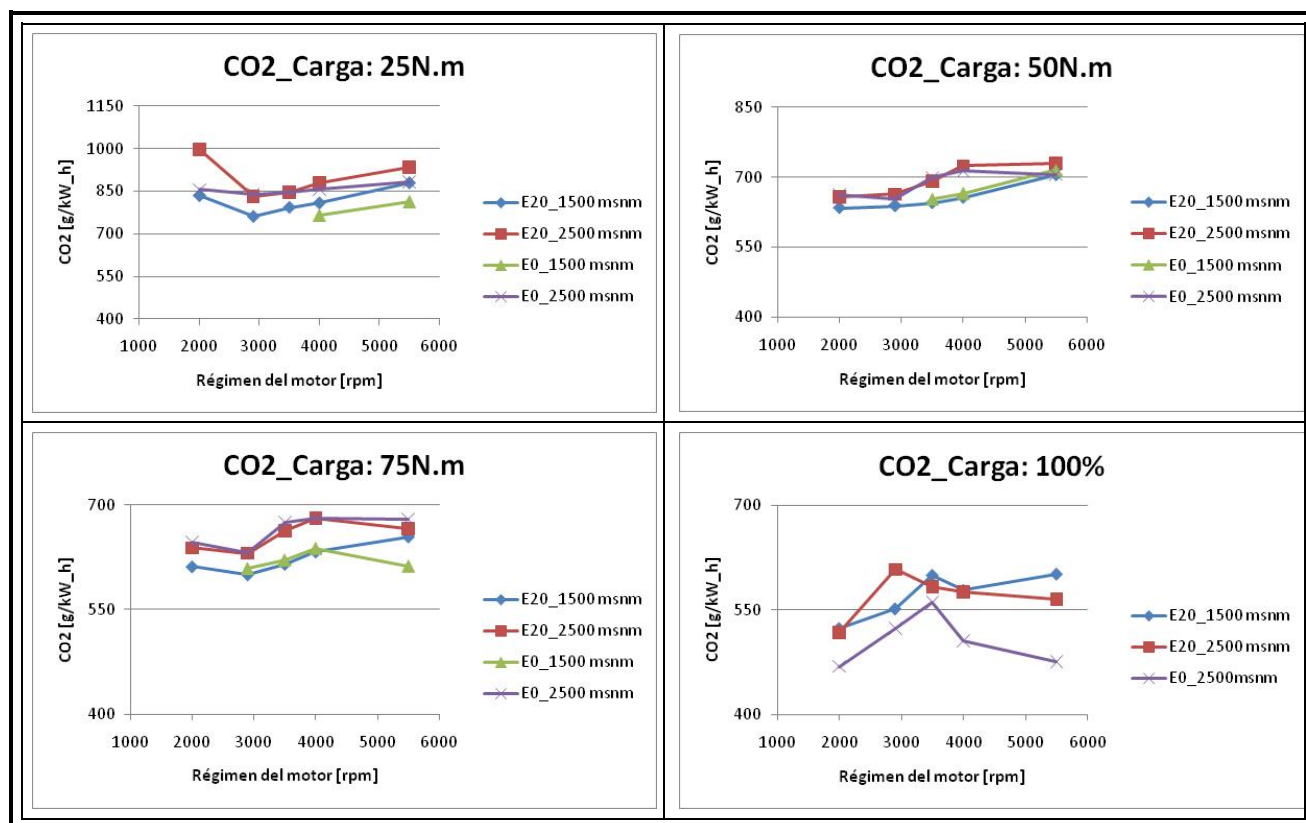 CO2_Carga: 25N.m
1150
1000
850
700
550
400
CO2 [g/kW_h]
1000 2000 3000 4000 5000 6000
Régimen del motor [rpm]
E20_1500 msnm
E20_2500 msnm
E0_1500 msnm
E0_2500 msnm
CO2_Carga: 50N.m
850
700
550
400
CO2 [g/kW_h]
1000 2000 3000 4000 5000 6000
Régimen del motor [rpm]
E20_1500 msnm
E20_2500 msnm
E0_1500 msnm
E0_2500 msnm
CO2_Carga: 75N.m
700
550
400
CO2 [g/kW_h]
1000 2000 3000 4000 5000 6000
Régimen del motor [rpm]
E20_1500 msnm
E20_2500 msnm
E0_1500 msnm
E0_2500 msnm
CO2_Carga: 100%
700
550
400
CO2 [g/kW_h]
1000 2000 3000 4000 5000 6000
Régimen del motor [rpm]
E20_1500 msnm
E20_2500 msnm
E0_2500msnm